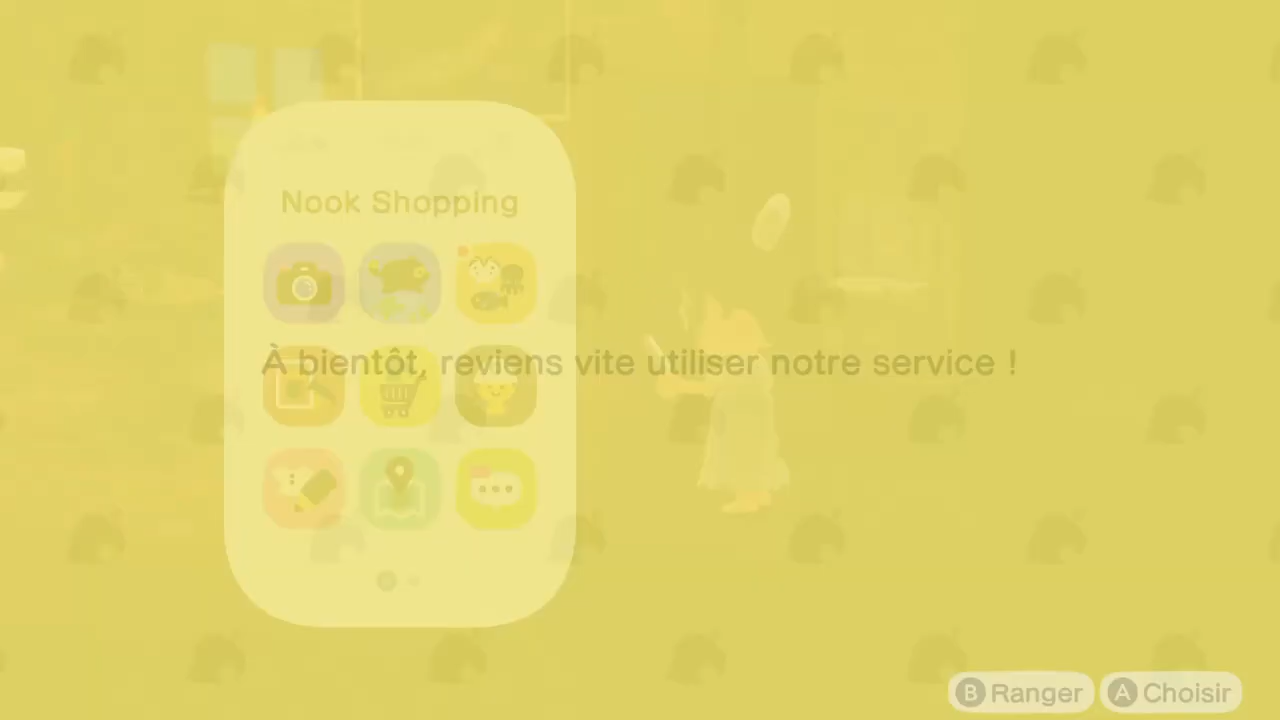 Nook Shopping
À bientôt, reviens vite utiliser notre service !
B Ranger A Choisir